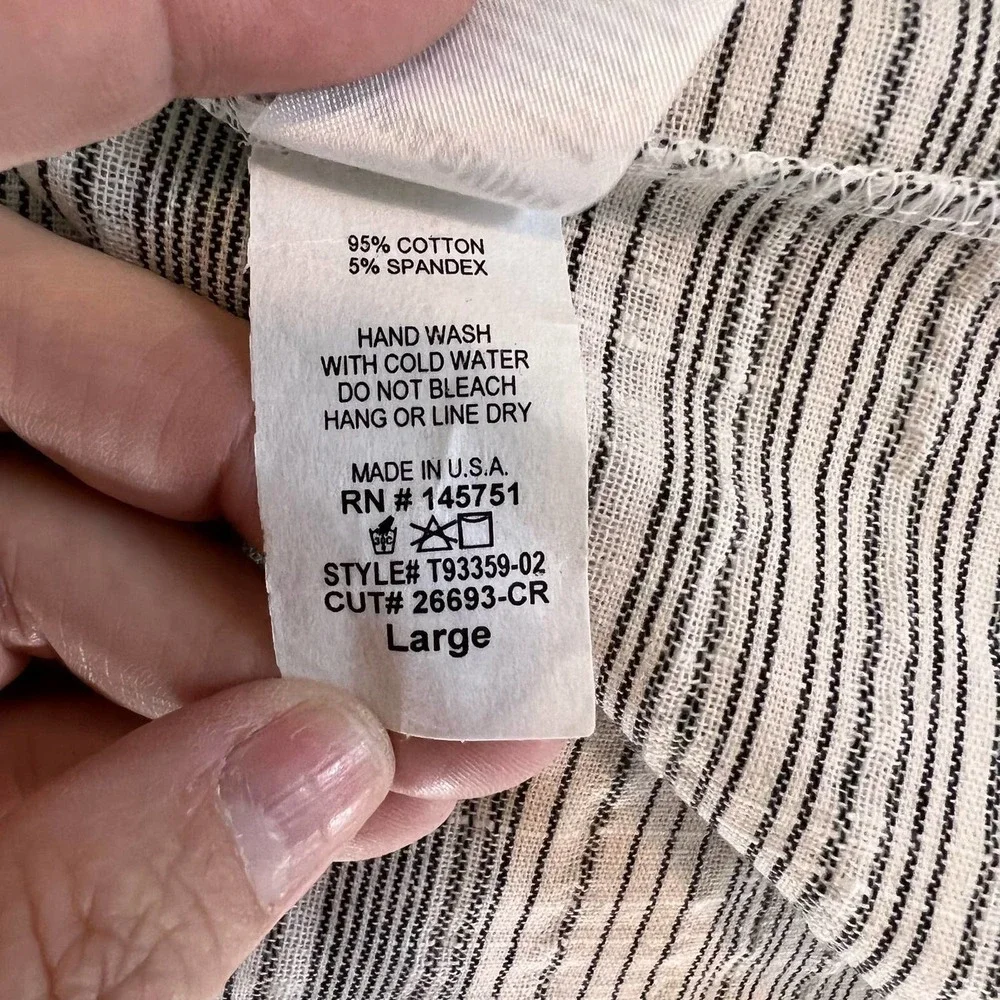 95% COTTON
5% SPANDEX
HAND WASH
WITH COLD WATER
DO NOT BLEACH
HANG OR LINE DRY
MADE IN U.S.A.
RN # 145751
30C
STYLE# T93359-02
CUT# 26693-CR
Large